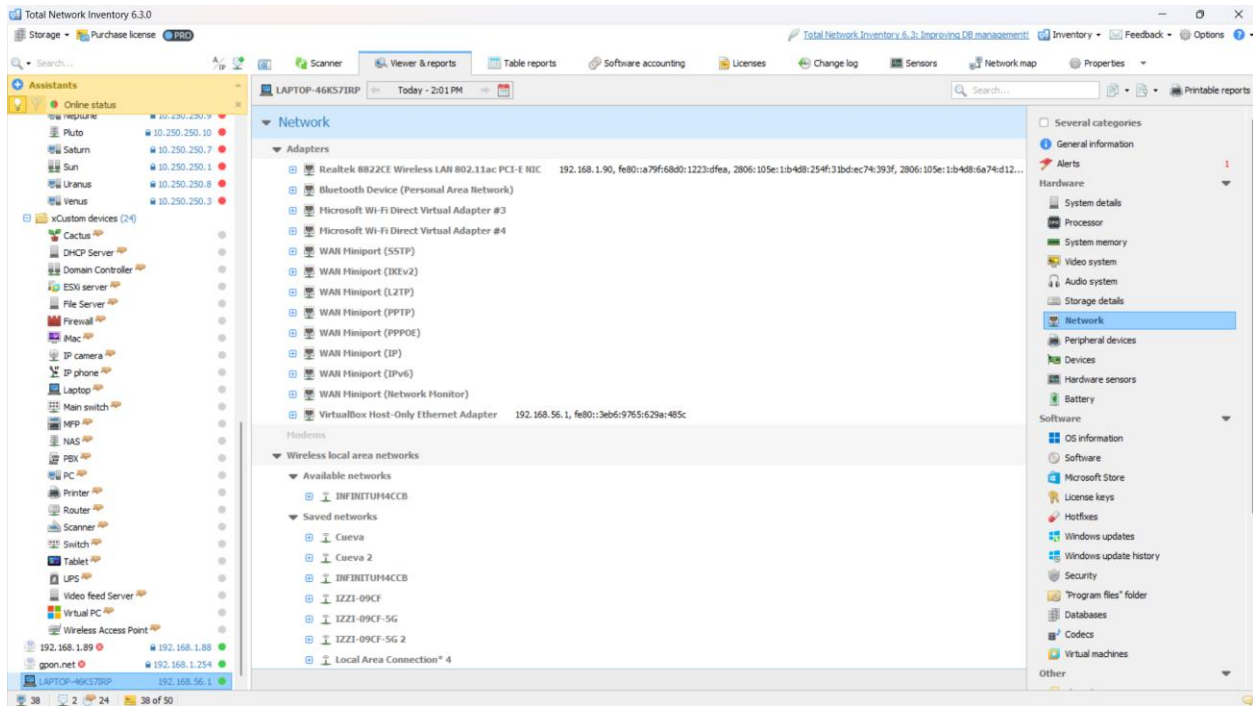 Total Network Inventory 6.3.0
Storage Purchase license PRO
Total Network Inventory 6.3: Improving DB management! Inventory Feedback Options
Search...
Scanner Viewer & reports Table reports Software accounting Licenses Change log Sensors Network map Properties
Assistants
Online status
Neptune 10.250.250.9
Pluto 10.250.250.10
Saturn 10.250.250.7
Sun 10.250.250.1
Uranus 10.250.250.8
Venus 10.250.250.3
xCustom devices (24)
Cactus
DHCP Server
Domain Controller
ESXi server
File Server
Firewall
iMac
IP camera
IP phone
Laptop
Main switch
MFP
NAS
PBX
PC
Printer
Router
Scanner
Switch
Tablet
UPS
Video feed Server
Virtual PC
Wireless Access Point
192.168.1.89 192.168.1.88
gpon.net 192.168.1.254
LAPTOP-46K57IRP 192.168.56.1
38 2 24 38 of 50
LAPTOP-46K57IRP Today - 2:01 PM
Search...
Printable reports
Network
Adapters
Realtek 8822CE Wireless LAN 802.11ac PCI-E NIC 192.168.1.90, fe80::a79f:68d0:1223:dfea, 2806:105e:1:b4d8:254f:31bd:ec74:393f, 2806:105e:1:b4d8:6a74:d12...
Bluetooth Device (Personal Area Network)
Microsoft Wi-Fi Direct Virtual Adapter #3
Microsoft Wi-Fi Direct Virtual Adapter #4
WAN Miniport (SSTP)
WAN Miniport (IKEv2)
WAN Miniport (L2TP)
WAN Miniport (PPTP)
WAN Miniport (PPPOE)
WAN Miniport (IP)
WAN Miniport (IPv6)
WAN Miniport (Network Monitor)
VirtualBox Host-Only Ethernet Adapter 192.168.56.1, fe80::3eb6:9765:629a:485c
Modems
Wireless local area networks
Available networks
INFINITUM4CCB
Saved networks
Cueva
Cueva 2
INFINITUM4CCB
IZZI-09CF
IZZI-09CF-5G
IZZI-09CF-5G 2
Local Area Connection* 4
Several categories
General information
Alerts 1
Hardware
System details
Processor
System memory
Video system
Audio system
Storage details
Network
Peripheral devices
Devices
Hardware sensors
Battery
Software
OS information
Software
Microsoft Store
License keys
Hotfixes
Windows updates
Windows update history
Security
"Program files" folder
Databases
Codecs
Virtual machines
Other